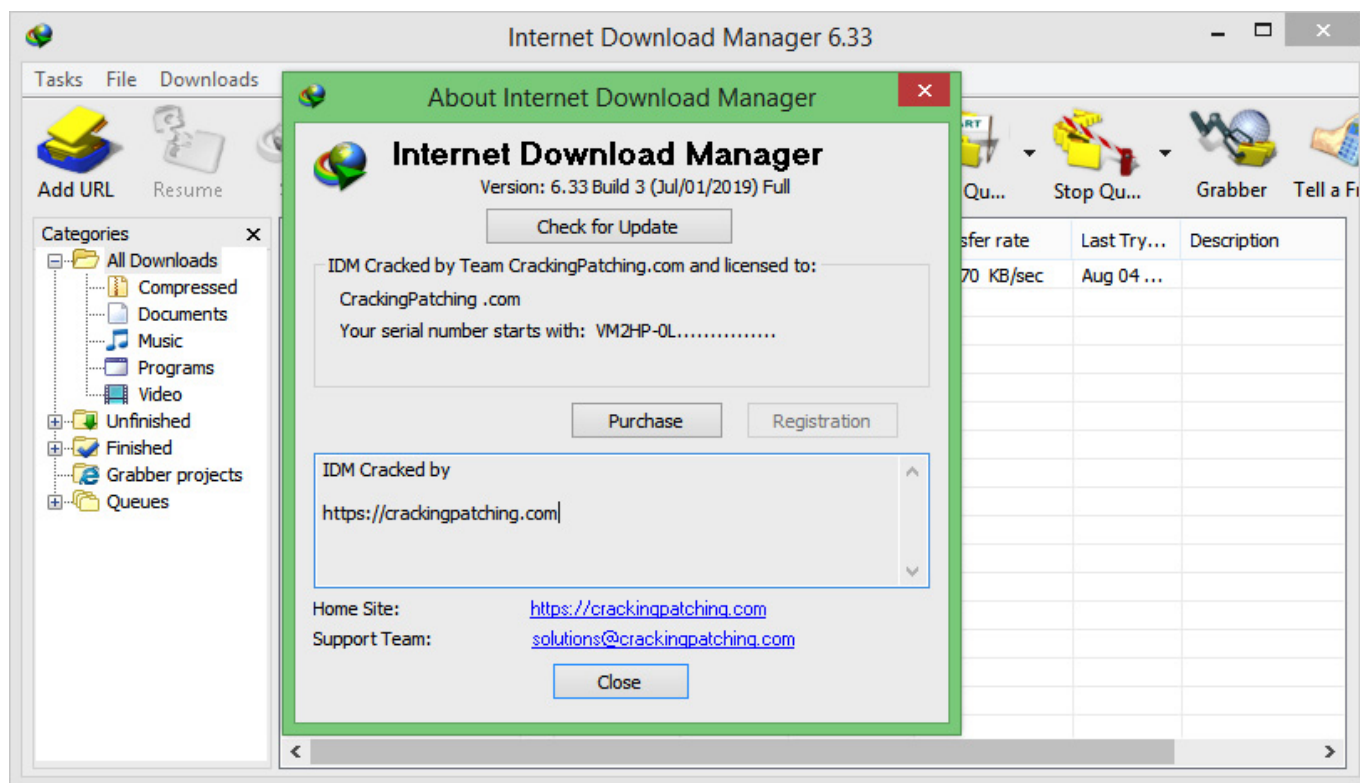 Internet Download Manager 6.33
Tasks File Downloads
About Internet Download Manager
Add URL
Resume
Qu...
Stop Qu...
Grabber
Tell a
Internet Download Manager
Version: 6.33 Build 3 (Jul/01/2019) Full
Check for Update
IDM Cracked by Team CrackingPatching.com and licensed to:
CrackingPatching .com
Your serial number starts with: VM2HP-0L...............
Purchase
Registration
IDM Cracked by
https://crackingpatching.com
Home Site: https://crackingpatching.com
Support Team: solutions@crackingpatching.com
Close
Categories
All Downloads
Compressed
Documents
Music
Programs
Video
Unfinished
Finished
Grabber projects
Queues
rate Last Try... Description
70 KB/sec Aug 04 ...